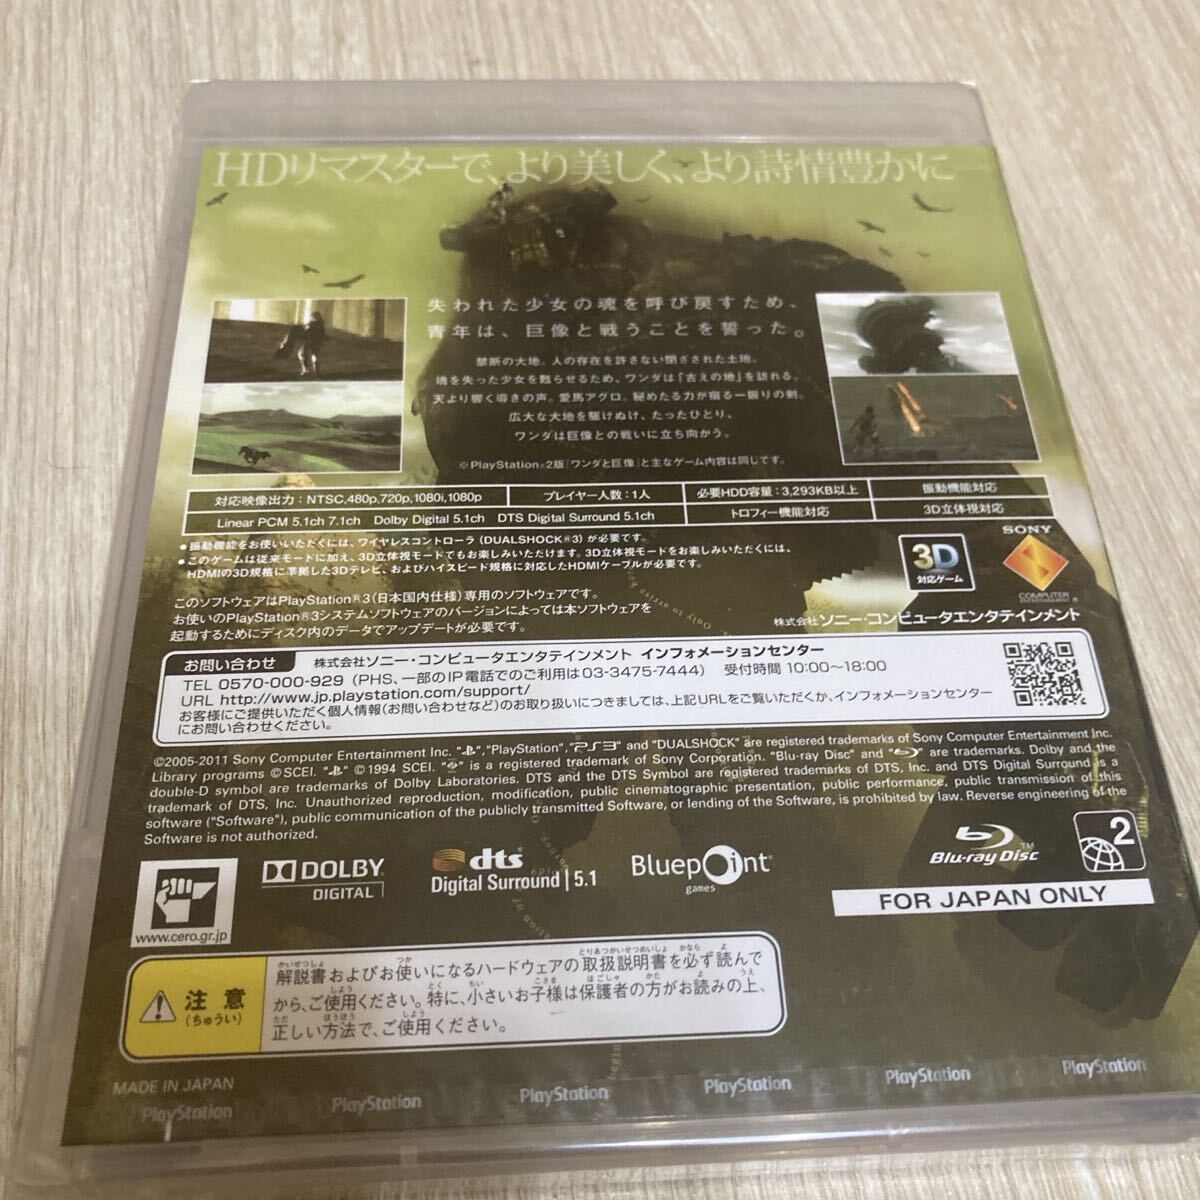 HDリマスターで、より美しく、より詩情豊かに
失われた少女の魂を呼び戻すため、
青年は、巨像と戦うことを誓った。
禁断の大地。人の存在を許さない閉ざされた土地。
魂を失った少女を甦らせるため、ワンダは「古えの地」を訪れる。
天より響く導きの声。愛馬アグロ。秘めたる力が宿る一振りの剣。
広大な大地を駆けぬけ、たったひとり、
ワンダは巨像との戦いに立ち向かう。
※PlayStation®2版『ワンダと巨像』と主なゲーム内容は同じです。
対応映像出力：NTSC,480p,720p,1080i,1080p
プレイヤー人数：1人
必要HDD容量：3,293KB以上
振動機能対応
Linear PCM 5.1ch 7.1ch Dolby Digital 5.1ch DTS Digital Surround 5.1ch
トロフィー機能対応
3D立体視対応
●振動機能をお使いいただくには、ワイヤレスコントローラ（DUALSHOCK®3）が必要です。
●このゲームは従来モードに加え、3D立体視モードでもお楽しみいただけます。3D立体視モードをお楽しみいただくには、
HDMIの3D規格に準拠した3Dテレビ、およびハイスピード規格に対応したHDMIケーブルが必要です。
3D
対応ゲーム
SONY
COMPUTER
ENTERTAINMENT®
このソフトウェアはPlayStation®3（日本国内仕様）専用のソフトウェアです。
お使いのPlayStation®3システムソフトウェアのバージョンによっては本ソフトウェアを
起動するためにディスク内のデータでアップデートが必要です。
株式会社ソニー・コンピュータエンタテインメント
お問い合わせ 株式会社ソニー・コンピュータエンタテインメント インフォメーションセンター
TEL 0570-000-929（PHS、一部のIP電話でのご利用は03-3475-7444） 受付時間 10:00〜18:00
URL http://www.jp.playstation.com/support/
お客様にご提供いただく個人情報（お問い合わせなど）のお取り扱いにつきましては、上記URLをご覧いただくか、インフォメーションセンター
にお問い合わせください。
©2005-2011 Sony Computer Entertainment Inc. "", "PlayStation", "PS3" and "DUALSHOCK" are registered trademarks of Sony Computer Entertainment Inc.
Library programs ©SCEI. "" ©1994 SCEI. "" is a registered trademark of Sony Corporation. "Blu-ray Disc" and "" are trademarks. Dolby and the
double-D symbol are trademarks of Dolby Laboratories. DTS and the DTS Symbol are registered trademarks of DTS, Inc. and DTS Digital Surround is a
trademark of DTS, Inc. Unauthorized reproduction, modification, public cinematographic presentation, public performance, public transmission of this
software ("Software"), public communication of the publicly transmitted Software, or lending of the Software, is prohibited by law. Reverse engineering of the
Software is not authorized.
www.cero.gr.jp
DOLBY
DIGITAL
dts
Digital Surround | 5.1
Bluepoint
games
Blu-ray Disc™
2
FOR JAPAN ONLY
注意
（ちゅうい）
解説書およびお使いになるハードウェアの取扱説明書を必ず読んで
から、ご使用ください。特に、小さいお子様は保護者の方がお読みの上、
正しい方法で、ご使用ください。
MADE IN JAPAN
PlayStation PlayStation PlayStation PlayStation PlayStation PlayStation